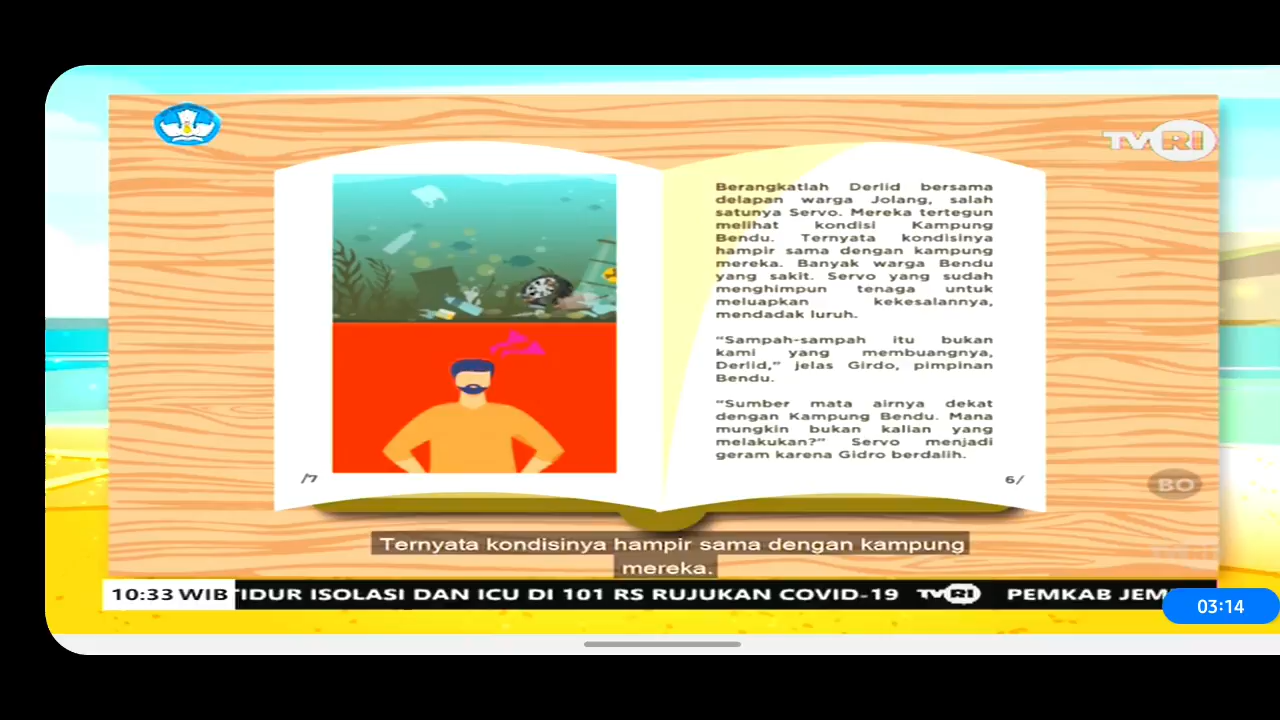 TVRI
Berangkatlah Derlid bersama
delapan warga Jolang, salah
satunya Servo. Mereka tertegun
melihat kondisi Kampung
Bendu. Ternyata kondisinya
hampir sama dengan kampung
mereka. Banyak warga Bendu
yang sakit. Servo yang sudah
menghimpun tenaga untuk
meluapkan kekesalannya,
mendadak luruh.
"Sampah-sampah itu bukan
kami yang membuangnya,
Derlid," jelas Girdo, pimpinan
Bendu.
"Sumber mata airnya dekat
dengan Kampung Bendu. Mana
mungkin bukan kalian yang
melakukan?" Servo menjadi
geram karena Gidro berdalih.
/7
6/
BO
Ternyata kondisinya hampir sama dengan kampung
mereka.
10:33 WIB TIDUR ISOLASI DAN ICU DI 101 RS RUJUKAN COVID-19 TVRI PEMKAB JEM
03:14